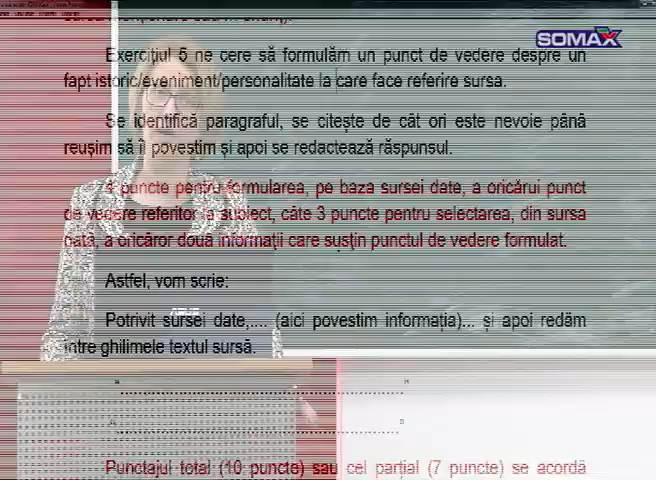 SOMAX
Exercițiul 5 ne cere să formulăm un punct de vedere despre un
fapt istoric/eveniment/personalitate la care face referire sursa.
Se identifică paragraful, se citește de cât ori este nevoie până
reușim să îl povestim și apoi se redactează răspunsul.
4 puncte pentru formularea, pe baza sursei date, a oricărui punct
de vedere referitor la subiect, câte 3 puncte pentru selectarea, din sursa
dată, a oricăror două informații care susțin punctul de vedere formulat.
Astfel, vom scrie:
Potrivit sursei date,.... (aici povestim informația)... și apoi redăm
între ghilimele textul sursă.
Punctajul total (10 puncte) sau cel parțial (7 puncte) se acordă